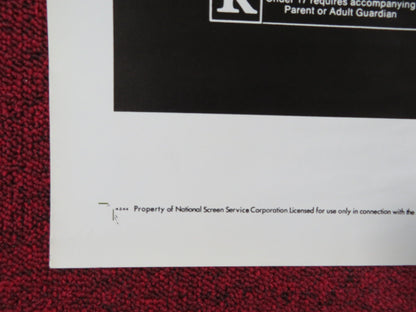 R
Under 17 requires accompanying
Parent or Adult Guardian
Property of National Screen Service Corporation Licensed for use only in connection with the